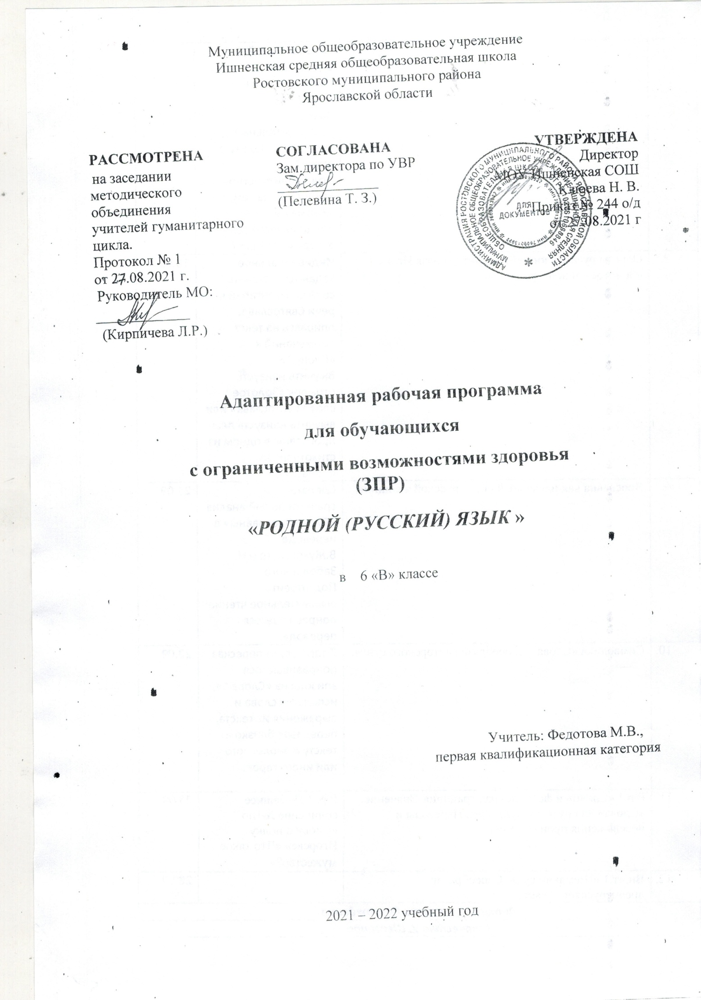 Муниципальное общеобразовательное учреждение
Ишненская средняя общеобразовательная школа
Ростовского муниципального района
Ярославской области
РАССМОТРЕНА
на заседании
методического
объединения
учителей гуманитарного
цикла.
Протокол № 1
от 27.08.2021 г.
Руководитель МО:
(Кирпичева Л.Р.)
СОГЛАСОВАНА
Зам.директора по УВР
(Пелевина Т. З.)
УТВЕРЖДЕНА
Директор
МОУ Ишненская СОШ
Клюева Н. В.
Приказ № 244 о/д
от 27.08.2021 г
АДМИНИСТРАЦИЯ РОСТОВСКОГО МУНИЦИПАЛЬНОГО РАЙОНА ЯРОСЛАВСКОЙ ОБЛАСТИ
МУНИЦИПАЛЬНОЕ ОБЩЕОБРАЗОВАТЕЛЬНОЕ УЧРЕЖДЕНИЕ ИШНЕНСКАЯ СРЕДНЯЯ
ОБЩЕОБРАЗОВАТЕЛЬНАЯ ШКОЛА
ИНН 7609013922
ДЛЯ
ДОКУМЕНТОВ
Адаптированная рабочая программа
для обучающихся
с ограниченными возможностями здоровья
(ЗПР)
«РОДНОЙ (РУССКИЙ) ЯЗЫК »
в 6 «В» классе
Учитель: Федотова М.В.,
первая квалификационная категория
2021 – 2022 учебный год